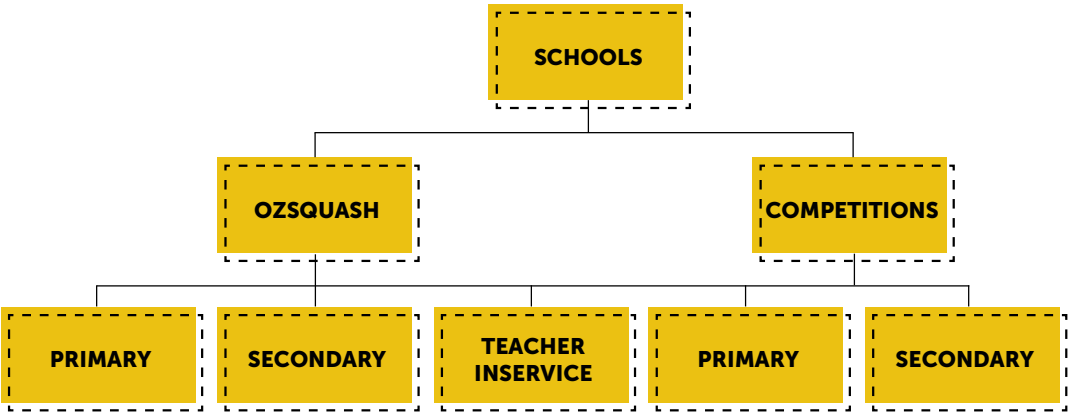 SCHOOLS
OZSQUASH
COMPETITIONS
PRIMARY
SECONDARY
TEACHER
INSERVICE
PRIMARY
SECONDARY